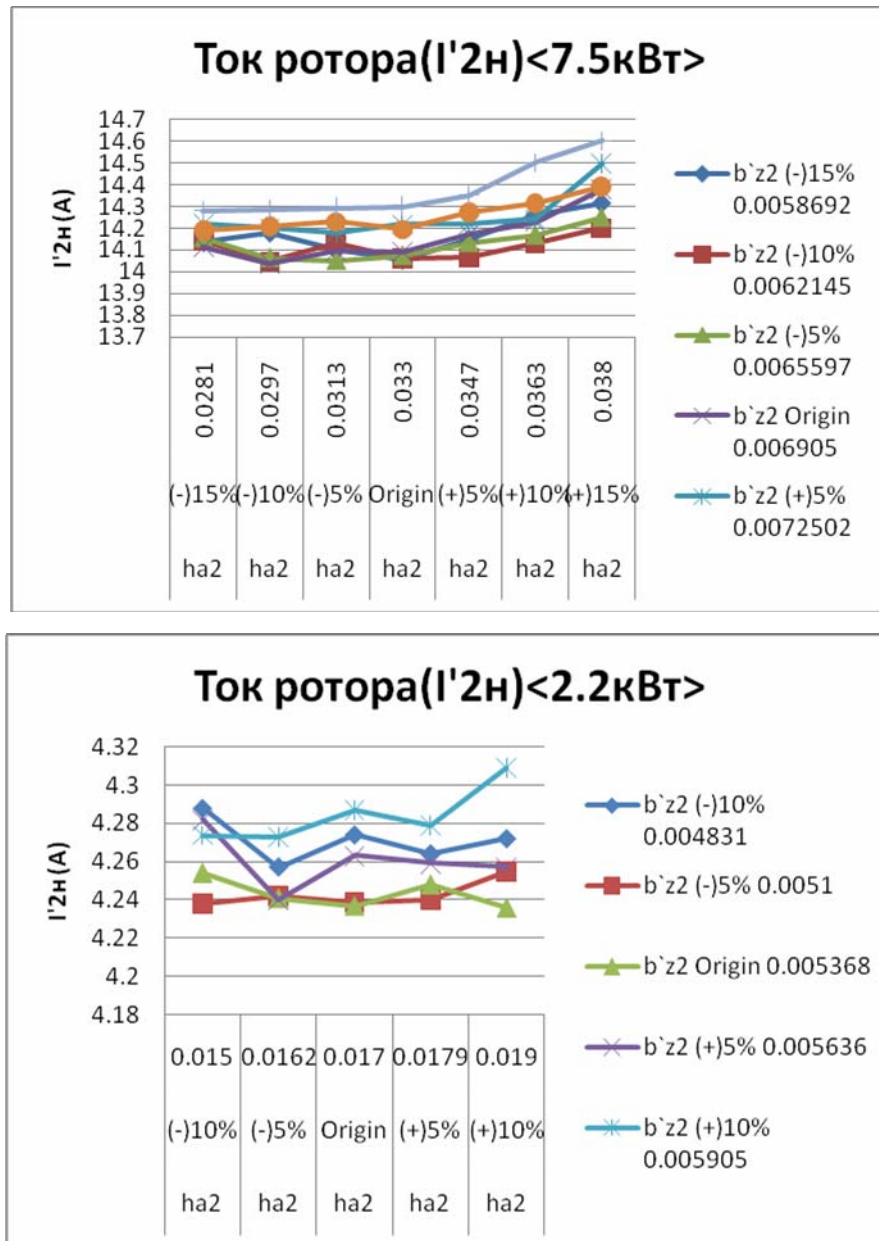 Ток ротора(I'2н)<7.5кВт>
I'2н (А)
14.7
14.6
14.5
14.4
14.3
14.2
14.1
14
13.9
13.8
13.7
0.0281 0.0297 0.0313 0.033 0.0347 0.0363 0.038
(-)15% (-)10% (-)5% Origin (+)5% (+)10% (+)15%
ha2 ha2 ha2 ha2 ha2 ha2 ha2
b`z2 (-)15%
0.0058692
b`z2 (-)10%
0.0062145
b`z2 (-)5%
0.0065597
b`z2 Origin
0.006905
b`z2 (+)5%
0.0072502
Ток ротора(I'2н)<2.2кВт>
I'2н (А)
4.32
4.3
4.28
4.26
4.24
4.22
4.2
4.18
0.015 0.0162 0.017 0.0179 0.019
(-)10% (-)5% Origin (+)5% (+)10%
ha2 ha2 ha2 ha2 ha2
b`z2 (-)10%
0.004831
b`z2 (-)5% 0.0051
b`z2 Origin 0.005368
b`z2 (+)5% 0.005636
b`z2 (+)10%
0.005905